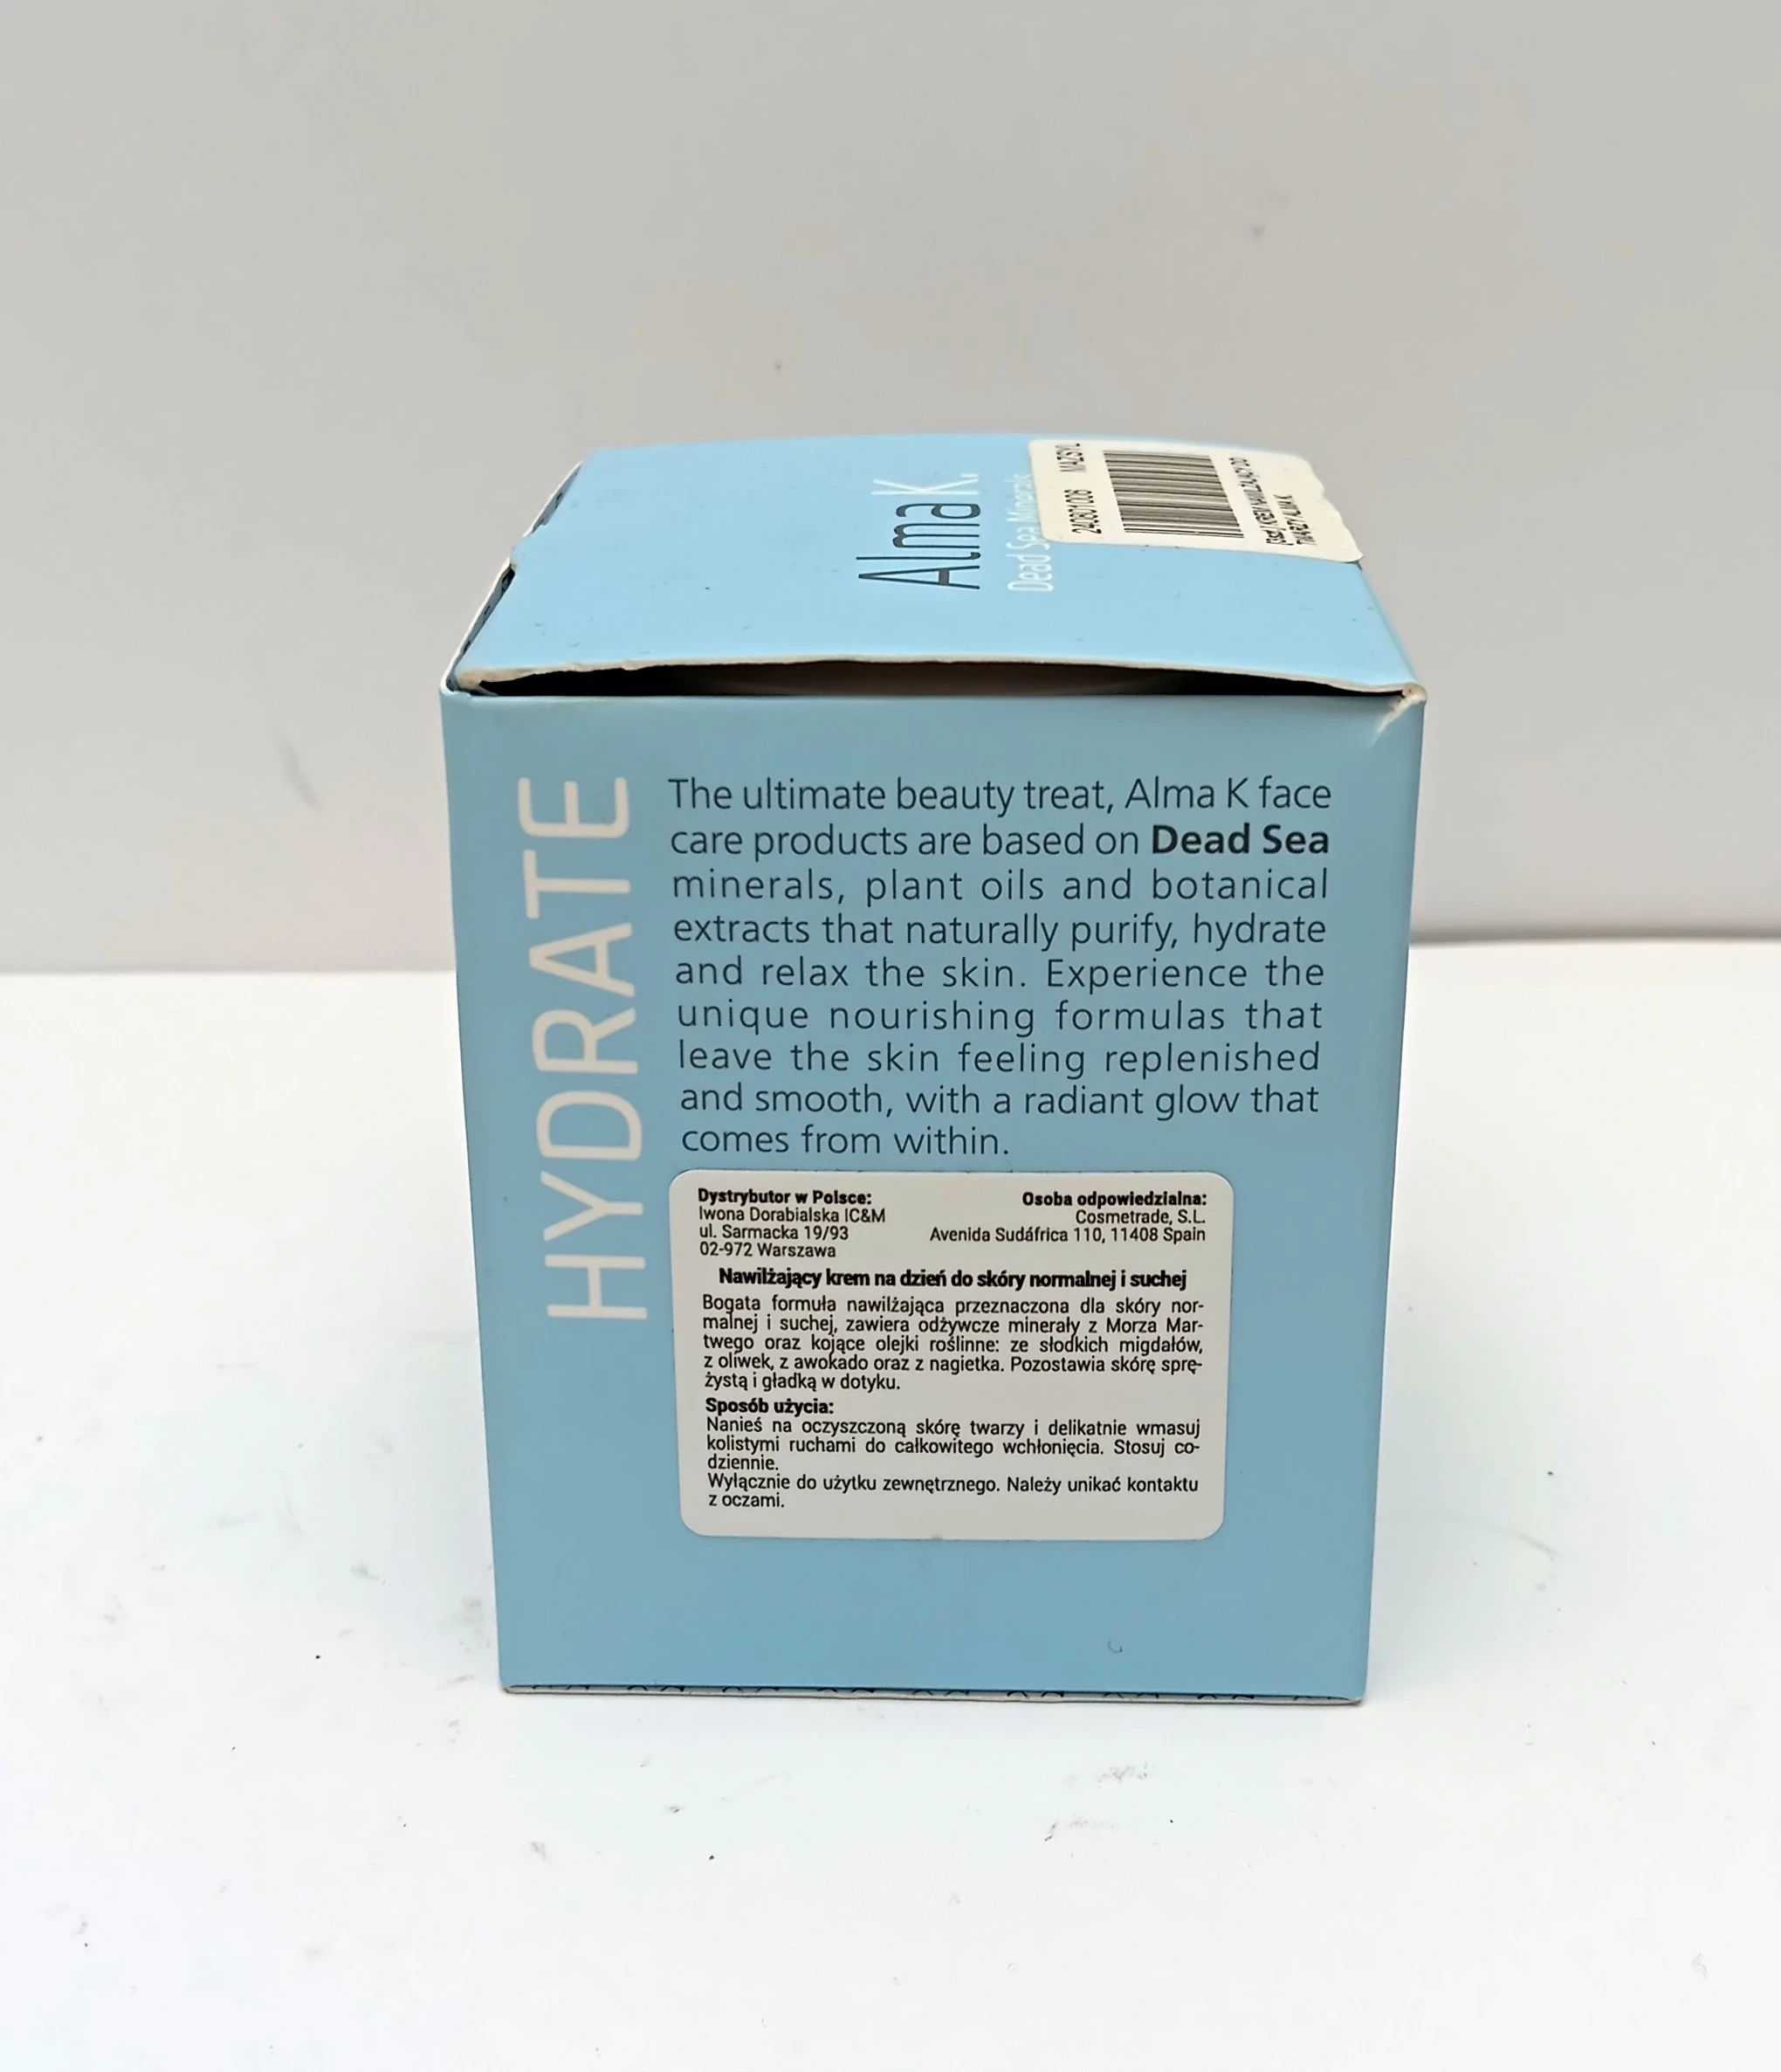 Alma K.
Dead Sea Minerals
240801008
HYDRATE
The ultimate beauty treat, Alma K face
care products are based on Dead Sea
minerals, plant oils and botanical
extracts that naturally purify, hydrate
and relax the skin. Experience the
unique nourishing formulas that
leave the skin feeling replenished
and smooth, with a radiant glow that
comes from within.
Dystrybutor w Polsce:
Iwona Dorabialska IC&M
ul. Sarmacka 19/93
02-972 Warszawa
Osoba odpowiedzialna:
Cosmetrade, S.L.
Avenida Sudáfrica 110, 11408 Spain
Nawilżający krem na dzień do skóry normalnej i suchej
Bogata formuła nawilżająca przeznaczona dla skóry nor-
malnej i suchej, zawiera odżywcze minerały z Morza Mar-
twego oraz kojące olejki roślinne: ze słodkich migdałów,
z oliwek, z awokado oraz z nagietka. Pozostawia skórę sprę-
żystą i gładką w dotyku.
Sposób użycia:
Nanieś na oczyszczoną skórę twarzy i delikatnie wmasuj
kolistymi ruchami do całkowitego wchłonięcia. Stosuj co-
dziennie.
Wyłącznie do użytku zewnętrznego. Należy unikać kontaktu
z oczami.